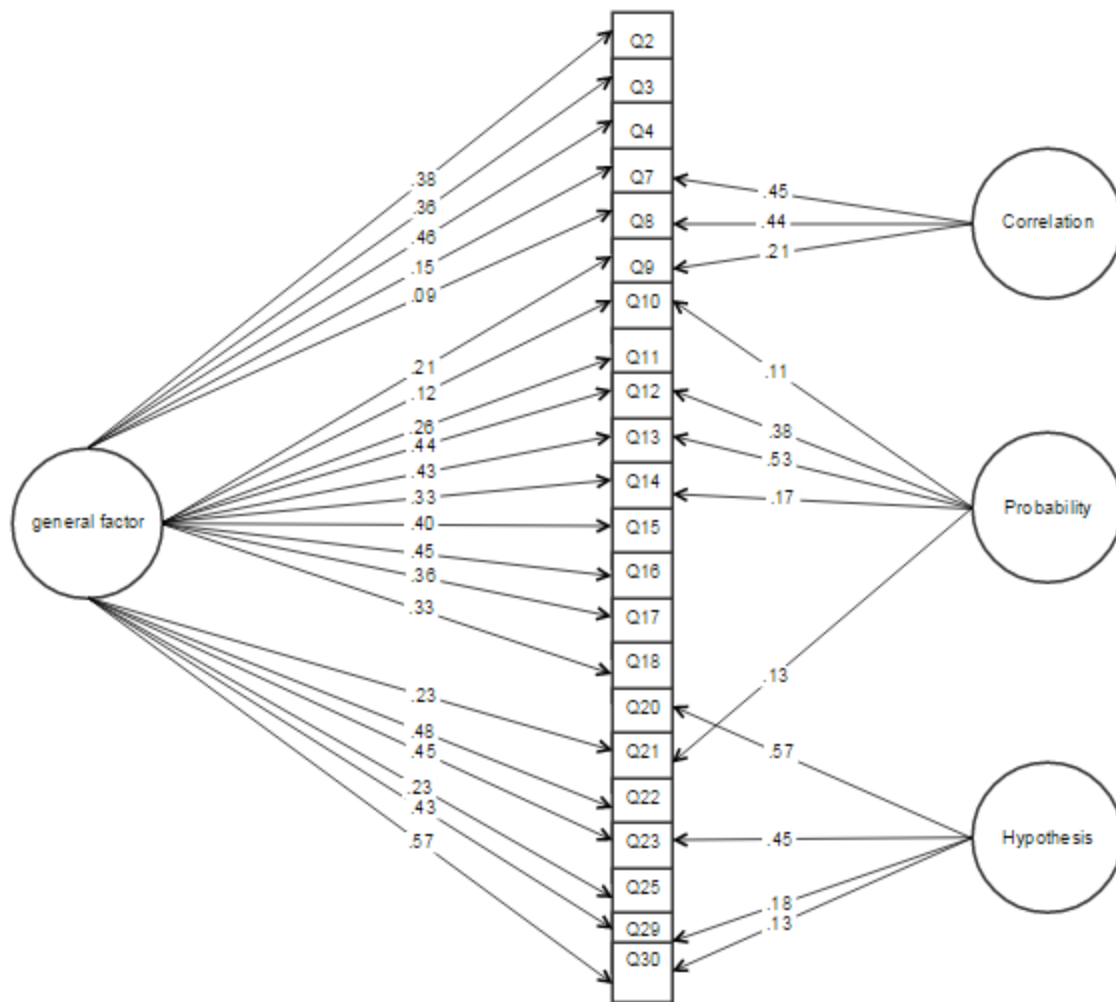 Q2
Q3
Q4
Q7
Q8
Q9
Q10
Q11
Q12
Q13
Q14
Q15
Q16
Q17
Q18
Q20
Q21
Q22
Q23
Q25
Q29
Q30
general factor
.38
.36
.46
.15
.09
.21
.12
.26
.44
.43
.33
.40
.45
.36
.33
.23
.48
.45
.23
.43
.57
Correlation
.45
.44
.21
Probability
.11
.38
.53
.17
.13
Hypothesis
.57
.45
.18
.13